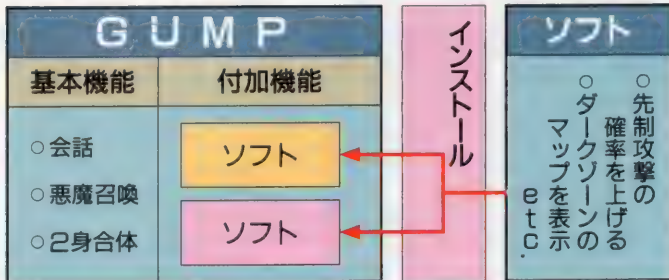 GUMP
基本機能
○会話
○悪魔召喚
○2身合体
付加機能
ソフト
ソフト
インストール
ソフト
○先制攻撃の
確率を上げる
○ダークゾーンの
マップを表示
etc.